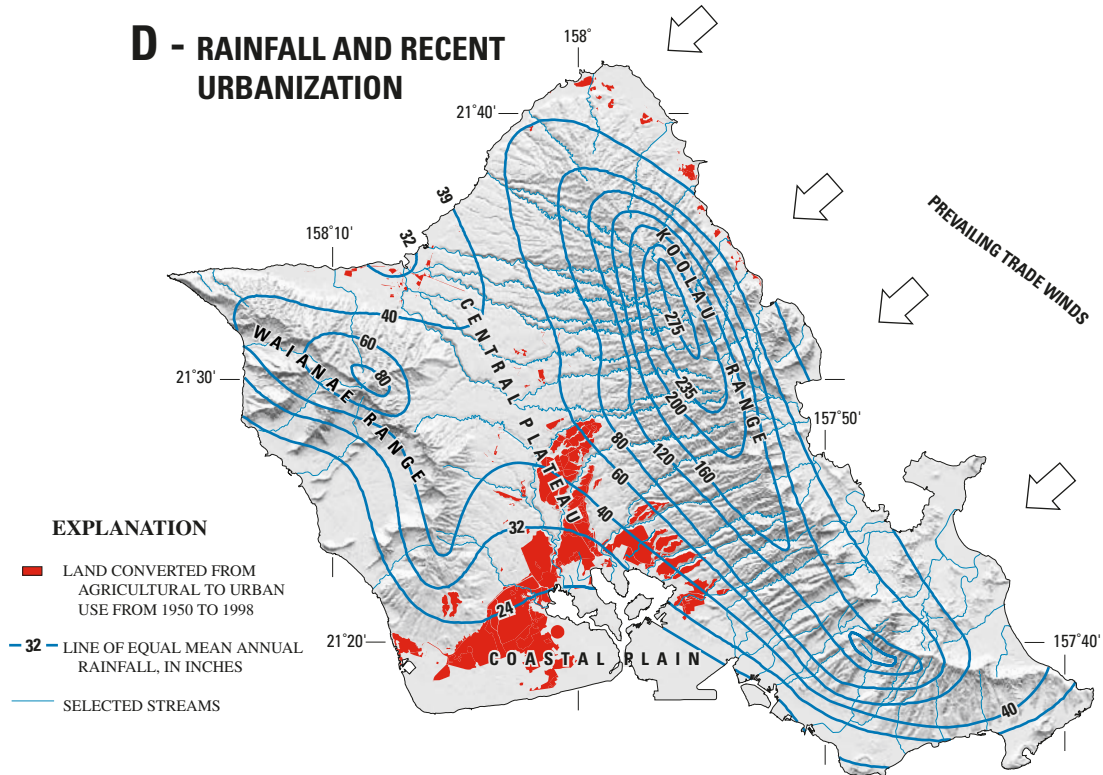 D - RAINFALL AND RECENT
URBANIZATION
158°
21°40'
39
32
158°10'
PREVAILING TRADE WINDS
KOOLAU RANGE
CENTRAL PLATEAU
40
275
WAIANAE RANGE
60
80
21°30'
235
200
157°50'
80
120
160
60
40
32
EXPLANATION
LAND CONVERTED FROM
AGRICULTURAL TO URBAN
USE FROM 1950 TO 1998
24
32
LINE OF EQUAL MEAN ANNUAL
RAINFALL, IN INCHES
21°20'
157°40'
COASTAL PLAIN
SELECTED STREAMS
40